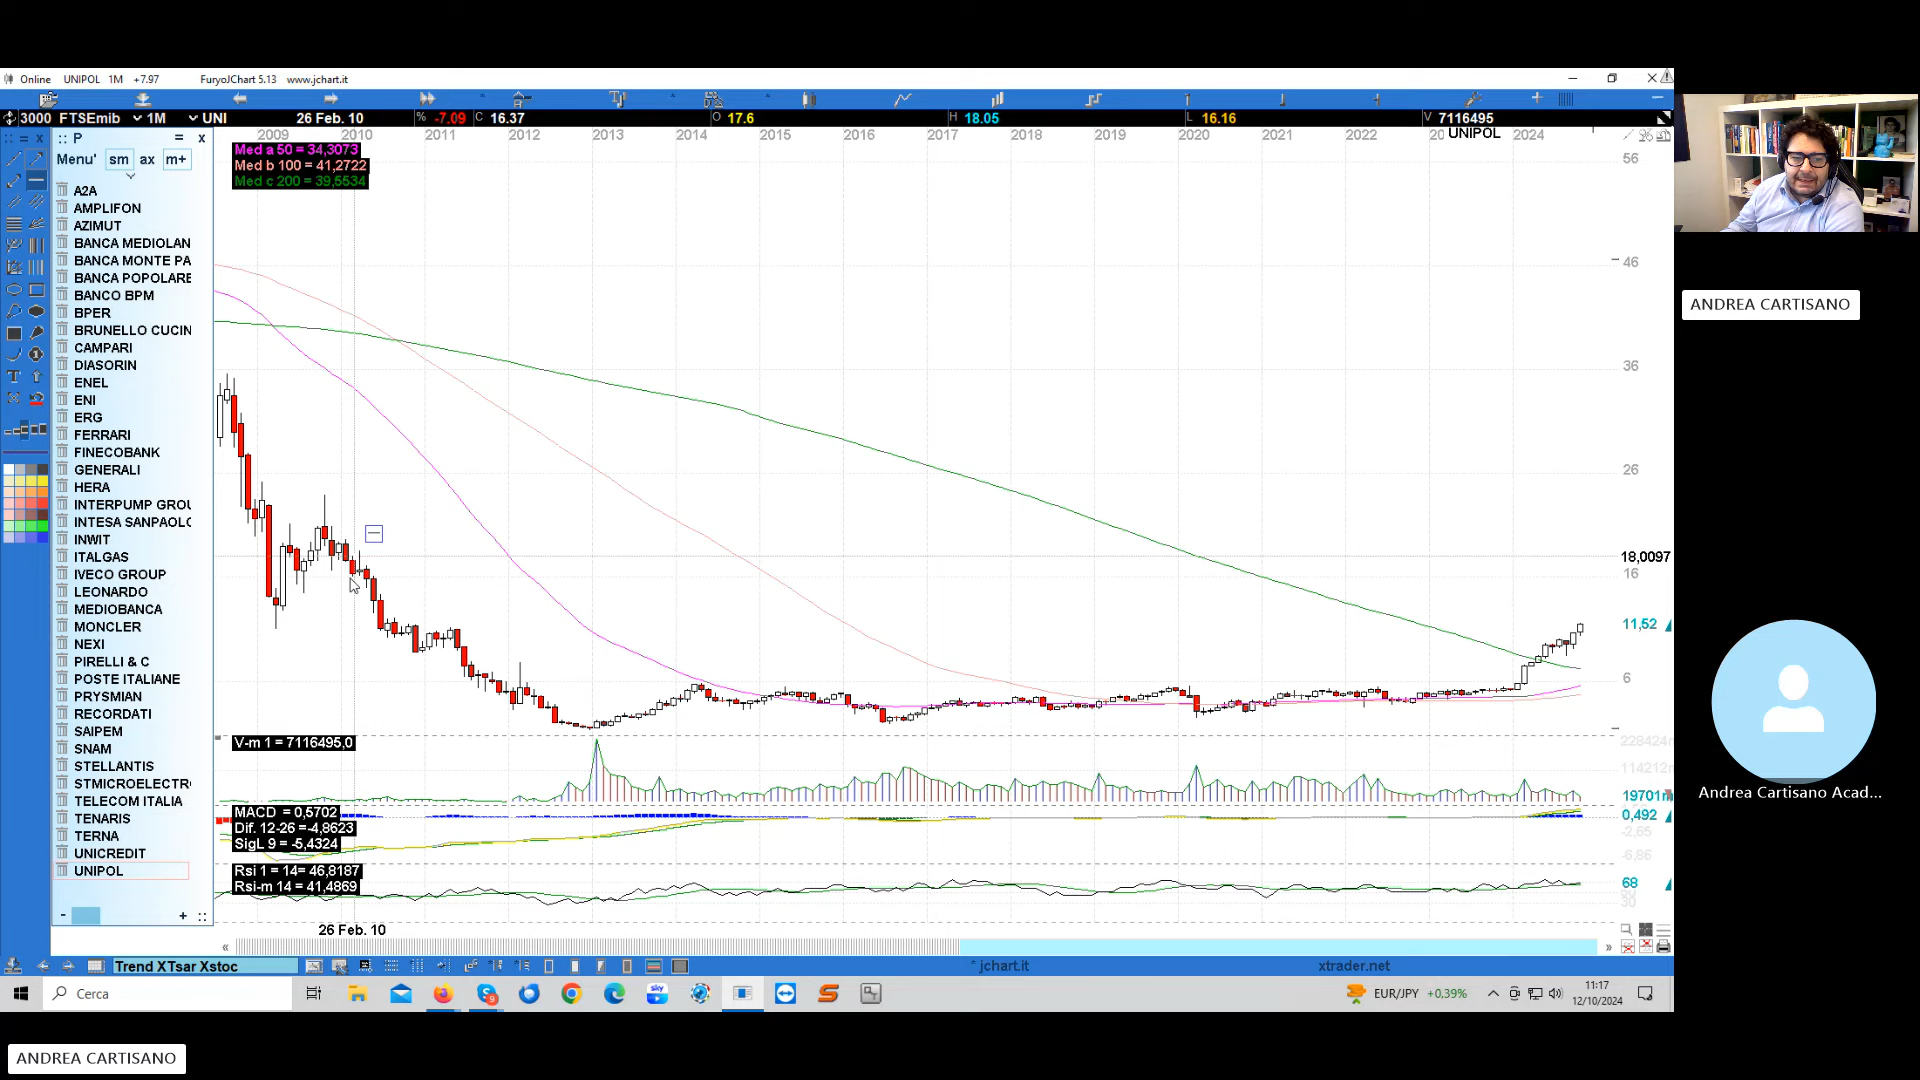 Online UNIPOL 1M +7.97 FuryoJChart 5.13 www.jchart.it
3000 FTSEmib 1M UNI 26 Feb. 10 % -7.09 C 16.37 O 17.6 H 18.05 L 16.16 V 7116495
P
Menu' sm ax m+
A2A
AMPLIFON
AZIMUT
BANCA MEDIOLAN
BANCA MONTE PA
BANCA POPOLARE
BANCO BPM
BPER
BRUNELLO CUCIN
CAMPARI
DIASORIN
ENEL
ENI
ERG
FERRARI
FINECOBANK
GENERALI
HERA
INTERPUMP GROU
INTESA SANPAOLO
INWIT
ITALGAS
IVECO GROUP
LEONARDO
MEDIOBANCA
MONCLER
NEXI
PIRELLI & C
POSTE ITALIANE
PRYSMIAN
RECORDATI
SAIPEM
SNAM
STELLANTIS
STMICROELECTR
TELECOM ITALIA
TENARIS
TERNA
UNICREDIT
UNIPOL
2009 2010 2011 2012 2013 2014 2015 2016 2017 2018 2019 2020 2021 2022 20 2024
UNIPOL
Med a 50 = 34,3073
Med b 100 = 41,2722
Med c 200 = 39,5534
56
46
36
26
18,0097
16
11,52
6
V-m 1 = 7116495,0
228424
114212
19701
MACD = 0,5702
Dif. 12-26 =-4,8623
SigL 9 = -5,4324
0,492
-2,65
-6,86
Rsi 1 = 14= 46,8187
Rsi-m 14 = 41,4869
68
30
26 Feb. 10
Trend XTsar Xstoc
* jchart.it
xtrader.net
Cerca
EUR/JPY +0,39%
11:17
12/10/2024
ANDREA CARTISANO
Andrea Cartisano Acad...
ANDREA CARTISANO